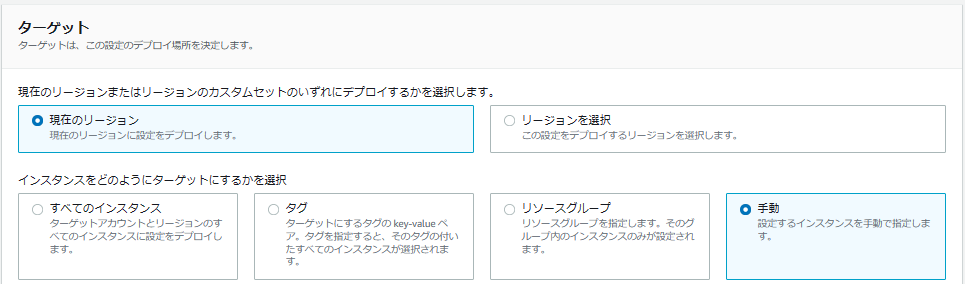 ターゲット
ターゲットは、この設定のデプロイ場所を決定します。
現在のリージョンまたはリージョンのカスタムセットのいずれにデプロイするかを選択します。
現在のリージョン
現在のリージョンに設定をデプロイします。
リージョンを選択
この設定をデプロイするリージョンを選択します。
インスタンスをどのようにターゲットにするかを選択
すべてのインスタンス
ターゲットアカウントとリージョンのす
べてのインスタンスに設定をデプロイし
ます。
タグ
ターゲットにするタグの key-value ペ
ア。タグを指定すると、そのタグの付い
たすべてのインスタンスが選択されま
す。
リソースグループ
リソースグループを指定します。そのグ
ループ内のインスタンスのみが設定され
ます。
手動
設定するインスタンスを手動で指定しま
す。